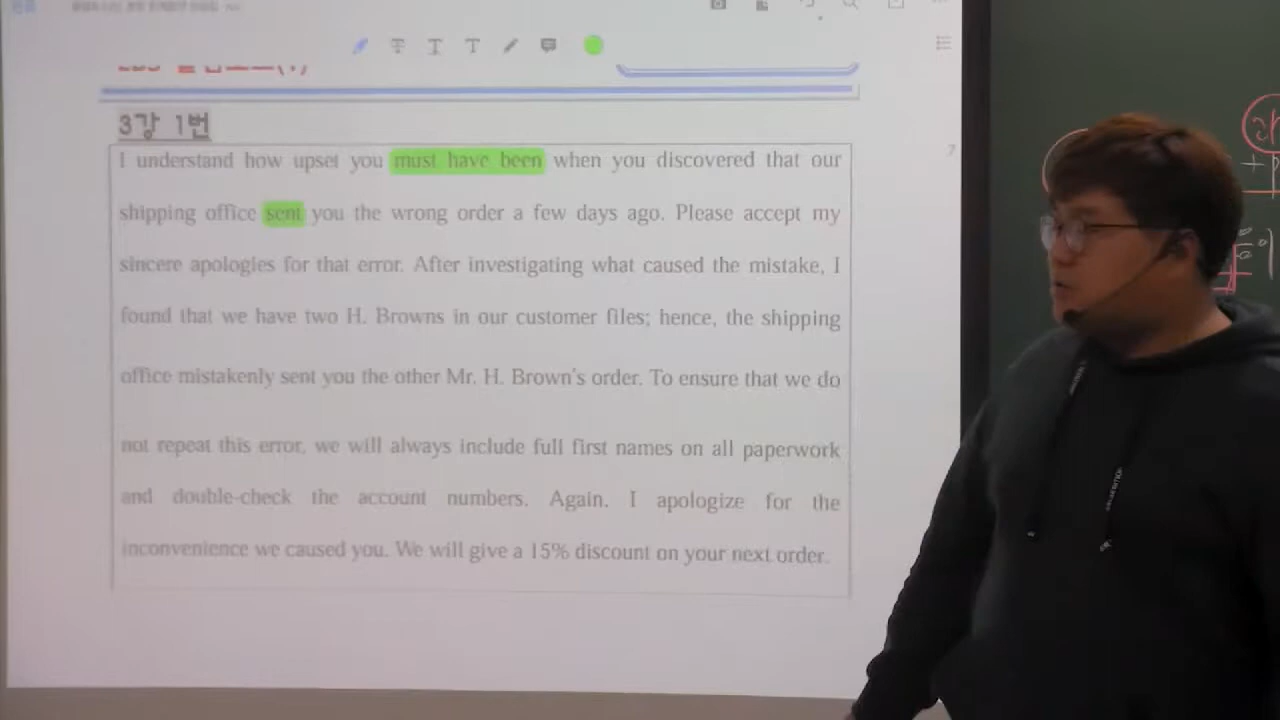 3강 1번
I understand how upset you must have been when you discovered that our
shipping office sent you the wrong order a few days ago. Please accept my
sincere apologies for that error. After investigating what caused the mistake, I
found that we have two H. Browns in our customer files; hence, the shipping
office mistakenly sent you the other Mr. H. Brown's order. To ensure that we do
not repeat this error, we will always include full first names on all paperwork
and double-check the account numbers. Again, I apologize for the
inconvenience we caused you. We will give a 15% discount on your next order.